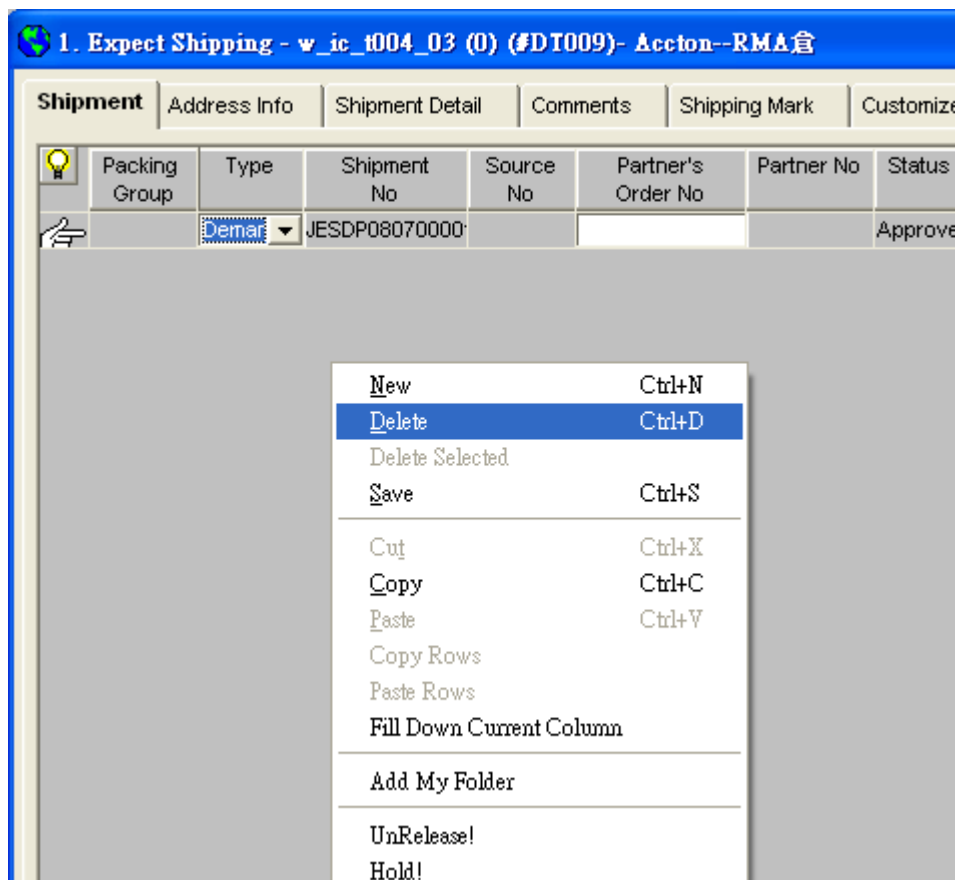 1. Expect Shipping - w_ic_t004_03 (0) (#DT009)- Accton--RMA倉
Shipment Address Info Shipment Detail Comments Shipping Mark Customize
Packing Group Type Shipment No Source No Partner's Order No Partner No Status
Deman JESDP08070000 Approve
New Ctrl+N
Delete Ctrl+D
Delete Selected
Save Ctrl+S
Cut Ctrl+X
Copy Ctrl+C
Paste Ctrl+V
Copy Rows
Paste Rows
Fill Down Current Column
Add My Folder
UnRelease!
Hold!